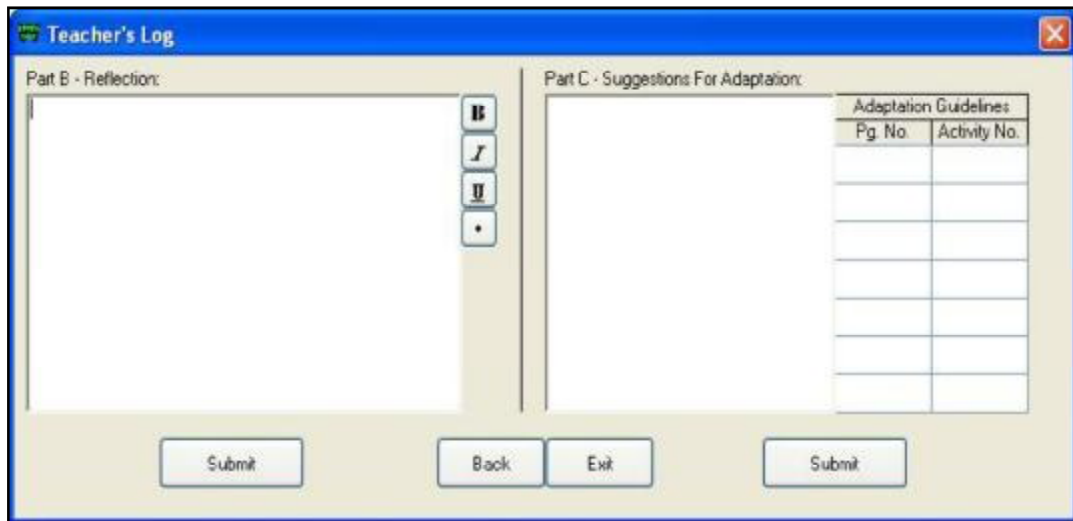 Teacher's Log
Part B - Reflection:
Part C - Suggestions For Adaptation:
B
I
U
•
Adaptation Guidelines
Pg. No. Activity No.
Submit Back Exit Submit